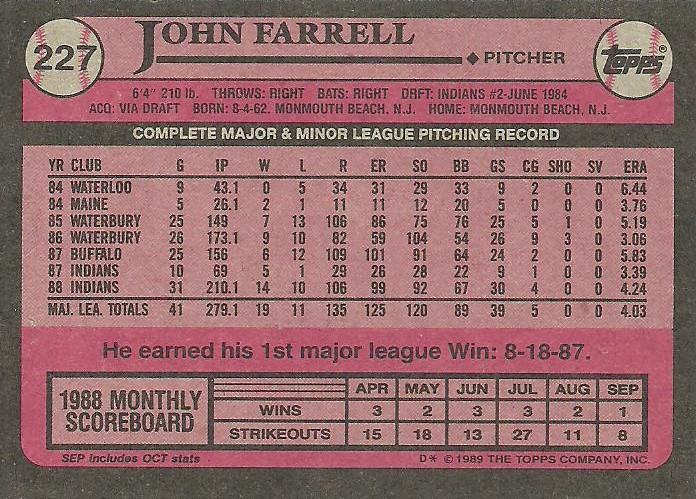 227
JOHN FARRELL
PITCHER
Topps®
6'4" 210 lb. THROWS: RIGHT BATS: RIGHT DRFT: INDIANS #2-JUNE 1984
ACQ: VIA DRAFT BORN: 8-4-62. MONMOUTH BEACH, N.J. HOME: MONMOUTH BEACH, N.J.
COMPLETE MAJOR & MINOR LEAGUE PITCHING RECORD
YR CLUB G IP W L R ER SO BB GS CG SHO SV ERA
84 WATERLOO 9 43.1 0 5 34 31 29 33 9 2 0 0 6.44
84 MAINE 5 26.1 2 1 11 11 12 20 5 0 0 0 3.76
85 WATERBURY 25 149 7 13 106 86 75 76 25 5 1 0 5.19
86 WATERBURY 26 173.1 9 10 82 59 104 54 26 9 3 0 3.06
87 BUFFALO 25 156 6 12 109 101 91 64 24 2 0 0 5.83
87 INDIANS 10 69 5 1 29 26 28 22 9 1 0 0 3.39
88 INDIANS 31 210.1 14 10 106 99 92 67 30 4 0 0 4.24
MAJ. LEA. TOTALS 41 279.1 19 11 135 125 120 89 39 5 0 0 4.03
He earned his 1st major league Win: 8-18-87.
1988 MONTHLY
SCOREBOARD
APR MAY JUN JUL AUG SEP
WINS 3 2 3 3 2 1
STRIKEOUTS 15 18 13 27 11 8
SEP includes OCT stats
D* © 1989 THE TOPPS COMPANY, INC.